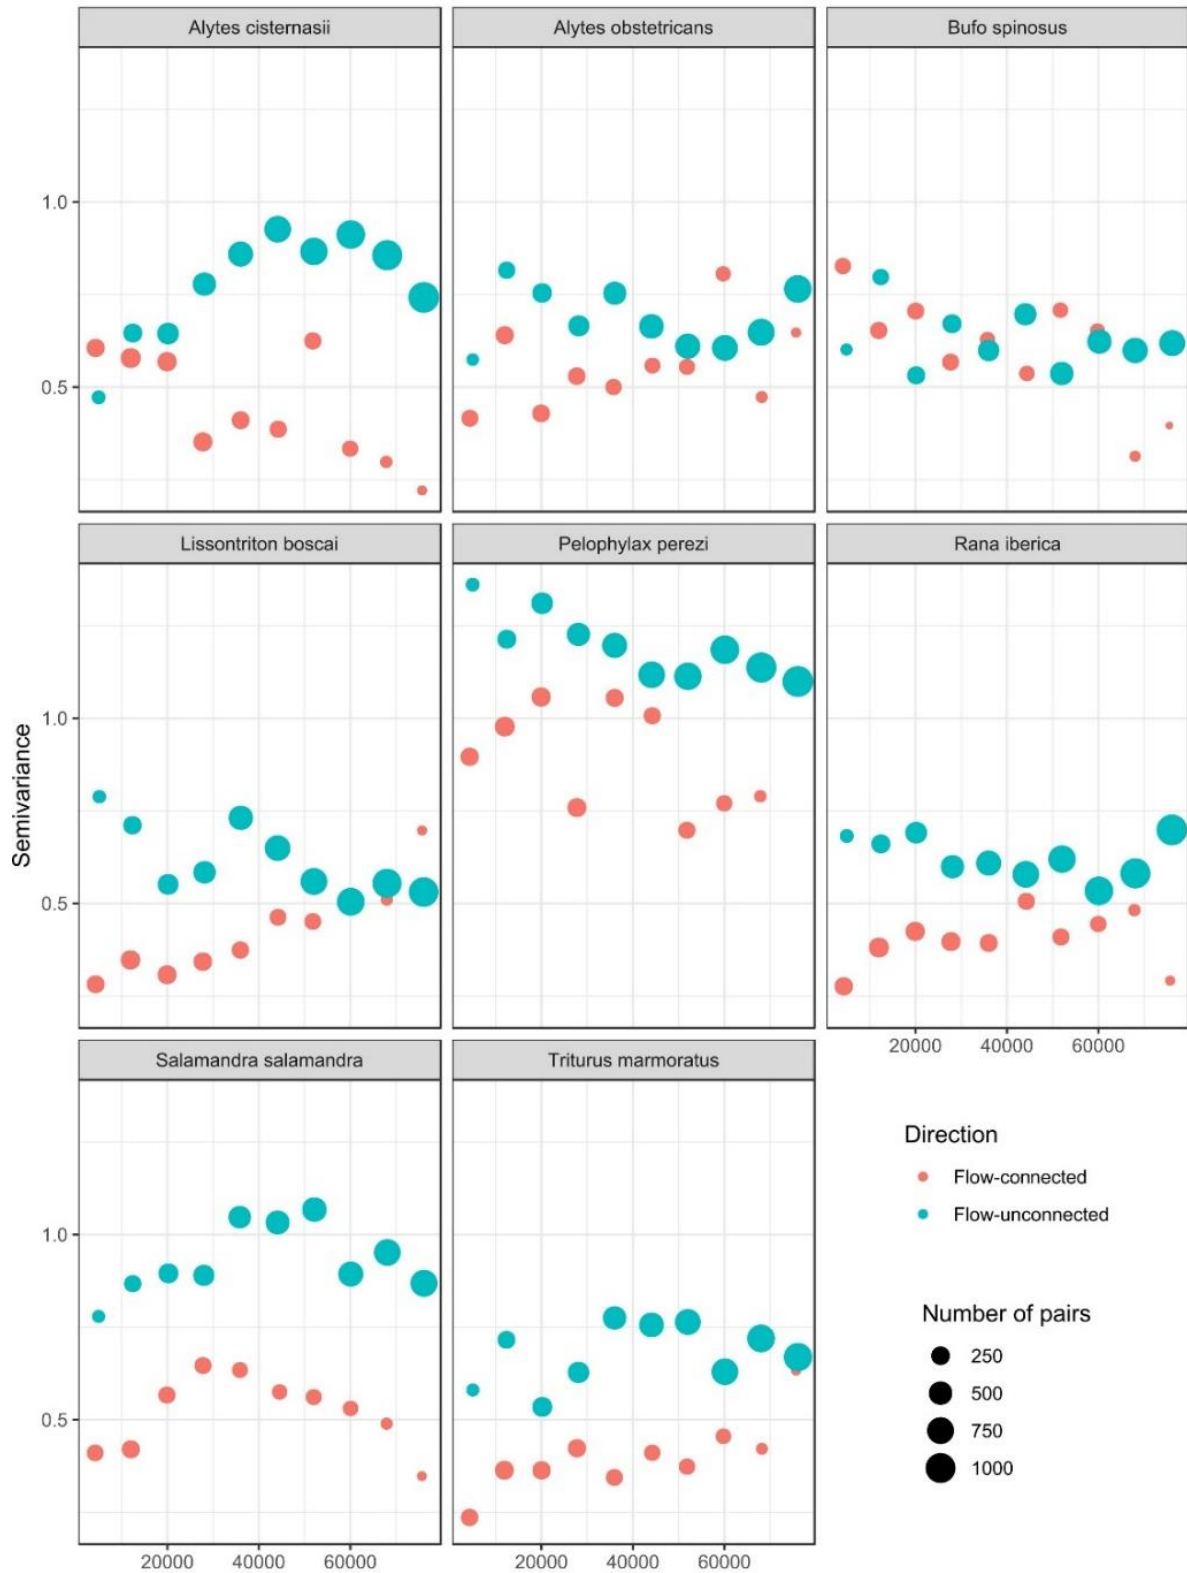 Alytes cisternasii
Alytes obstetricans
Bufo spinosus
1.0
0.5
Lissontriton boscai
Pelophylax perezi
Rana iberica
Semivariance
1.0
0.5
20000 40000 60000
Salamandra salamandra
Triturus marmoratus
1.0
0.5
20000 40000 60000
20000 40000 60000
Direction
Flow-connected
Flow-unconnected
Number of pairs
250
500
750
1000